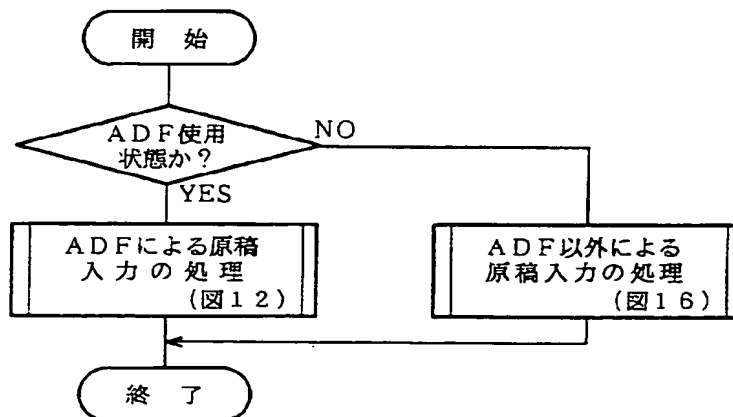 開 始
ADF使用
状態か?
NO
YES
ADFによる原稿
入力の処理
(図12)
ADF以外による
原稿入力の処理
(図16)
終 了